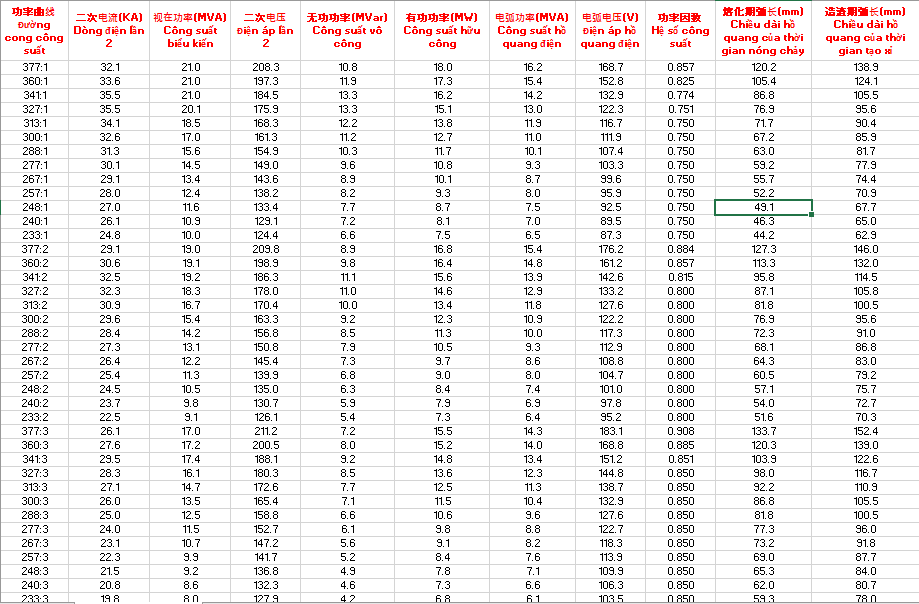 功率曲线 Đường cong công suất | 二次电流(KA) Dòng điện lần 2 | 视在功率(MVA) Công suất biểu kiến | 二次电压 Điện áp lần 2 | 无功功率(MVar) Công suất vô công | 有功功率(MW) Công suất hữu công | 电弧功率(MVA) Công suất hồ quang điện | 电弧电压(V) Điện áp hồ quang điện | 功率因数 Hệ số công suất | 熔化期弧长(mm) Chiều dài hồ quang của thời gian nóng chảy | 造渣期弧长(mm) Chiều dài hồ quang của thời gian tạo xỉ
377:1 32.1 21.0 208.3 10.8 18.0 16.2 168.7 0.857 120.2 138.9
360:1 33.6 21.0 197.3 11.9 17.3 15.4 152.8 0.825 105.4 124.1
341:1 35.5 21.0 184.5 13.3 16.2 14.2 132.9 0.774 86.8 105.5
327:1 35.5 20.1 175.9 13.3 15.1 13.0 122.3 0.751 76.9 95.6
313:1 34.1 18.5 168.3 12.2 13.8 11.9 116.7 0.750 71.7 90.4
300:1 32.6 17.0 161.3 11.2 12.7 11.0 111.9 0.750 67.2 85.9
288:1 31.3 15.6 154.9 10.3 11.7 10.1 107.4 0.750 63.0 81.7
277:1 30.1 14.5 149.0 9.6 10.8 9.3 103.3 0.750 59.2 77.9
267:1 29.1 13.4 143.6 8.9 10.1 8.7 99.6 0.750 55.7 74.4
257:1 28.0 12.4 138.2 8.2 9.3 8.0 95.9 0.750 52.2 70.9
248:1 27.0 11.6 133.4 7.7 8.7 7.5 92.5 0.750 49.1 67.7
240:1 26.1 10.9 129.1 7.2 8.1 7.0 89.5 0.750 46.3 65.0
233:1 24.8 10.0 124.4 6.6 7.5 6.5 87.3 0.750 44.2 62.9
377:2 29.1 19.0 209.8 8.9 16.8 15.4 176.2 0.884 127.3 146.0
360:2 30.6 19.1 198.9 9.8 16.4 14.8 161.2 0.857 113.3 132.0
341:2 32.5 19.2 186.3 11.1 15.6 13.9 142.6 0.815 95.8 114.5
327:2 32.3 18.3 178.0 11.0 14.6 12.9 133.2 0.800 87.1 105.8
313:2 30.9 16.7 170.4 10.0 13.4 11.8 127.6 0.800 81.8 100.5
300:2 29.6 15.4 163.3 9.2 12.3 10.9 122.2 0.800 76.9 95.6
288:2 28.4 14.2 156.8 8.5 11.3 10.0 117.3 0.800 72.3 91.0
277:2 27.3 13.1 150.8 7.9 10.5 9.3 112.9 0.800 68.1 86.8
267:2 26.4 12.2 145.4 7.3 9.7 8.6 108.8 0.800 64.3 83.0
257:2 25.4 11.3 139.9 6.8 9.0 8.0 104.7 0.800 60.5 79.2
248:2 24.5 10.5 135.0 6.3 8.4 7.4 101.0 0.800 57.1 75.7
240:2 23.7 9.8 130.7 5.9 7.9 6.9 97.8 0.800 54.0 72.7
233:2 22.5 9.1 126.1 5.4 7.3 6.4 95.2 0.800 51.6 70.3
377:3 26.1 17.0 211.2 7.2 15.5 14.3 183.1 0.908 133.7 152.4
360:3 27.6 17.2 200.5 8.0 15.2 14.0 168.8 0.885 120.3 139.0
341:3 29.5 17.4 188.1 9.2 14.8 13.4 151.2 0.851 103.9 122.6
327:3 28.3 16.1 180.3 8.5 13.6 12.3 144.8 0.850 98.0 116.7
313:3 27.1 14.7 172.6 7.7 12.5 11.3 138.7 0.850 92.2 110.9
300:3 26.0 13.5 165.4 7.1 11.5 10.4 132.9 0.850 86.8 105.5
288:3 25.0 12.5 158.8 6.6 10.6 9.6 127.6 0.850 81.8 100.5
277:3 24.0 11.5 152.7 6.1 9.8 8.8 122.7 0.850 77.3 96.0
267:3 23.1 10.7 147.2 5.6 9.1 8.2 118.3 0.850 73.2 91.8
257:3 22.3 9.9 141.7 5.2 8.4 7.6 113.9 0.850 69.0 87.7
248:3 21.5 9.2 136.8 4.9 7.8 7.1 109.9 0.850 65.3 84.0
240:3 20.8 8.6 132.3 4.6 7.3 6.6 106.3 0.850 62.0 80.7
233:3 19.8 8.0 127.9 4.2 6.8 6.1 103.5 0.850 59.3 78.0